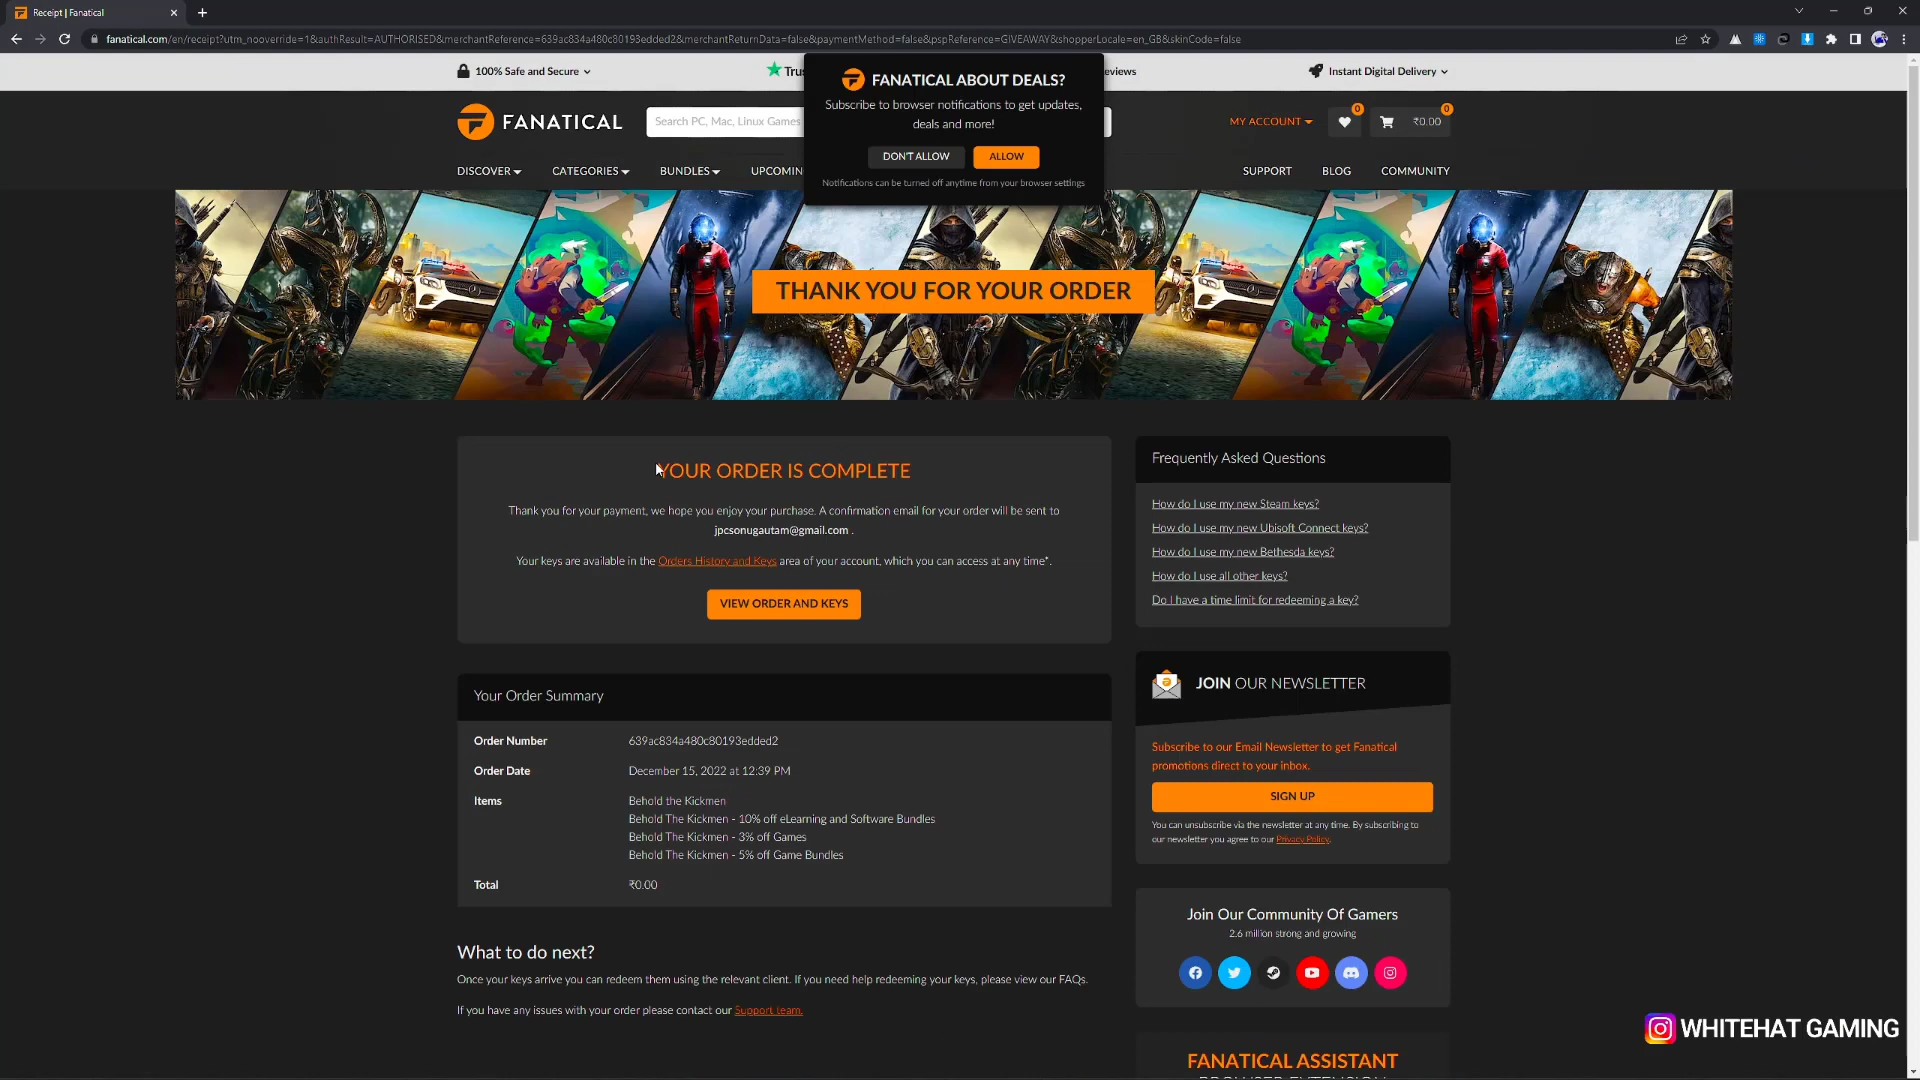 Receipt | Fanatical
fanatical.com/en/receipt?utm_nooverride=1&authResult=AUTHORISED&merchantReference=639ac834a480c80193edded2&merchantReturnData=false&paymentMethod=false&pspReference=GIVEAWAY&shopperLocale=en_GB&skinCode=false
100% Safe and Secure
Trus
eviews
Instant Digital Delivery
FANATICAL ABOUT DEALS?
Subscribe to browser notifications to get updates,
deals and more!
DON'T ALLOW
ALLOW
Notifications can be turned off anytime from your browser settings
FANATICAL
Search PC, Mac, Linux Games
MY ACCOUNT
0
0
₹0.00
DISCOVER
CATEGORIES
BUNDLES
UPCOMIN
SUPPORT
BLOG
COMMUNITY
THANK YOU FOR YOUR ORDER
YOUR ORDER IS COMPLETE
Thank you for your payment, we hope you enjoy your purchase. A confirmation email for your order will be sent to
jpcsonugautam@gmail.com .
Your keys are available in the Orders History and Keys area of your account, which you can access at any time*.
VIEW ORDER AND KEYS
Your Order Summary
Order Number 639ac834a480c80193edded2
Order Date December 15, 2022 at 12:39 PM
Items Behold the Kickmen
Behold The Kickmen - 10% off eLearning and Software Bundles
Behold The Kickmen - 3% off Games
Behold The Kickmen - 5% off Game Bundles
Total ₹0.00
What to do next?
Once your keys arrive you can redeem them using the relevant client. If you need help redeeming your keys, please view our FAQs.
If you have any issues with your order please contact our Support team.
Frequently Asked Questions
How do I use my new Steam keys?
How do I use my new Ubisoft Connect keys?
How do I use my new Bethesda keys?
How do I use all other keys?
Do I have a time limit for redeeming a key?
JOIN OUR NEWSLETTER
Subscribe to our Email Newsletter to get Fanatical
promotions direct to your inbox.
SIGN UP
You can unsubscribe via the newsletter at any time. By subscribing to
our newsletter you agree to our Privacy Policy.
Join Our Community Of Gamers
2.6 million strong and growing
FANATICAL ASSISTANT
BROWSER EXTENSION
WHITEHAT GAMING